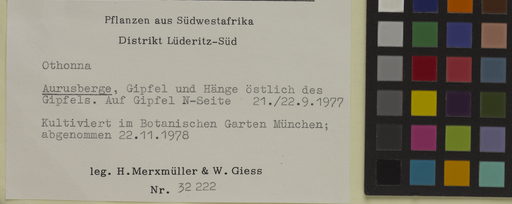 Pflanzen aus Südwestafrika
Distrikt Lüderitz-Süd
Othonna
Aurusberge, Gipfel und Hänge östlich des
Gipfels. Auf Gipfel N-Seite 21./22.9.1977
Kultiviert im Botanischen Garten München;
abgenommen 22.11.1978
leg. H. Merxmüller & W. Giess
Nr. 32 222